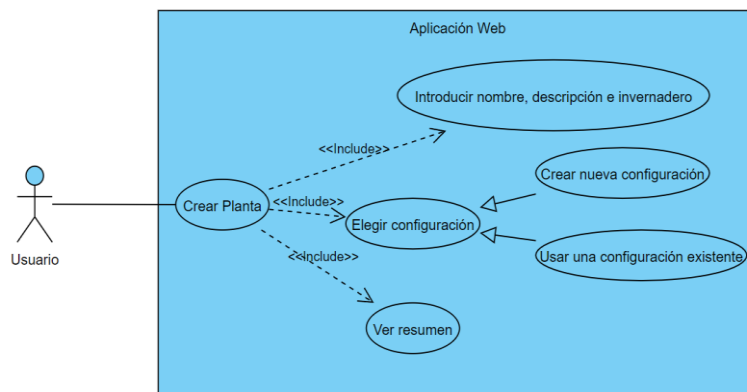 Aplicación Web
Introducir nombre, descripción e invernadero
<<Include>>
Crear nueva configuración
Crear Planta
<<Include>>
Elegir configuración
Usar una configuración existente
Usuario
<<Include>>
Ver resumen